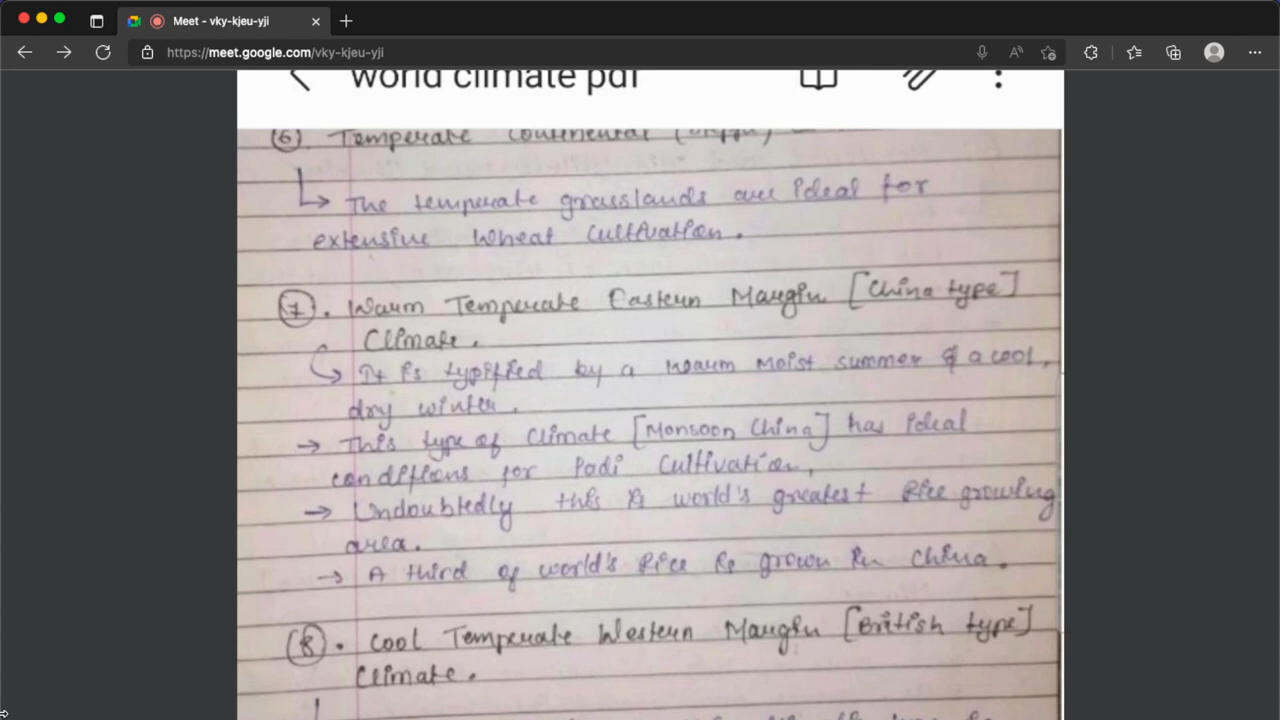 Meet - vky-kjeu-yji
https://meet.google.com/vky-kjeu-yji
world climate pdf
(6). Temperate Continental
↳ The temperate grasslands are ideal for
extensive wheat cultivation.
(7). Warm Temperate Eastern Margin [China type]
Climate.
↳ It is typified by a warm moist summer & a cool,
dry winter.
→ This type of climate [Monsoon China] has ideal
conditions for Padi cultivation,
→ Undoubtedly this is world's greatest Rice growing
area.
→ A third of world's Rice is grown in China.
(8). Cool Temperate Western Margin [British type]
Climate.